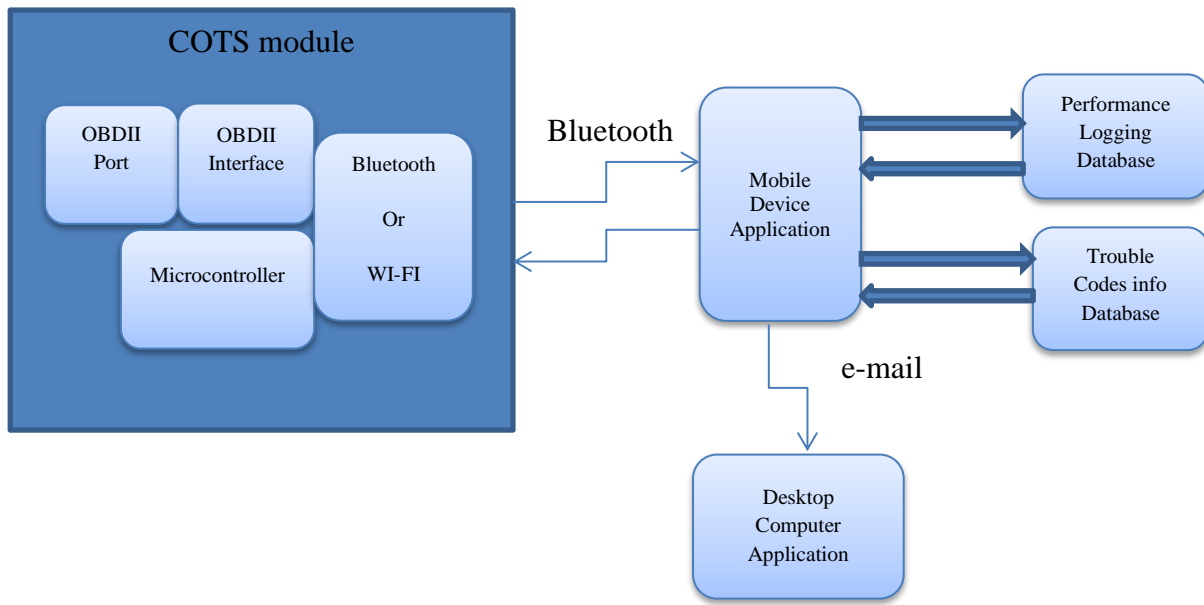 COTS module
OBDII
Port
OBDII
Interface
Bluetooth
Or
WI-FI
Microcontroller
Bluetooth
Mobile
Device
Application
Performance
Logging
Database
Trouble
Codes info
Database
e-mail
Desktop
Computer
Application